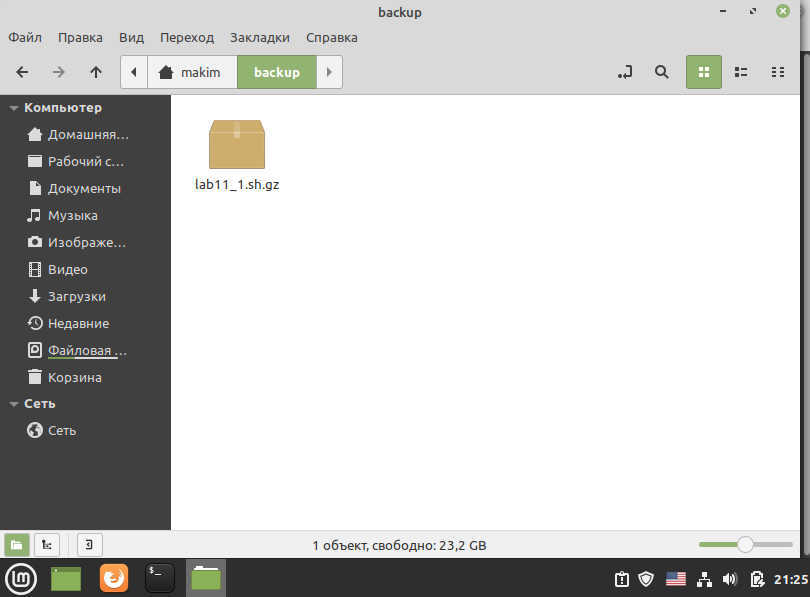 backup
Файл Правка Вид Переход Закладки Справка
makim backup
Компьютер
Домашняя...
Рабочий с...
Документы
Музыка
Изображе...
Видео
Загрузки
Недавние
Файловая ...
Корзина
Сеть
Сеть
lab11_1.sh.gz
1 объект, свободно: 23,2 GB
lm
$_
21:25